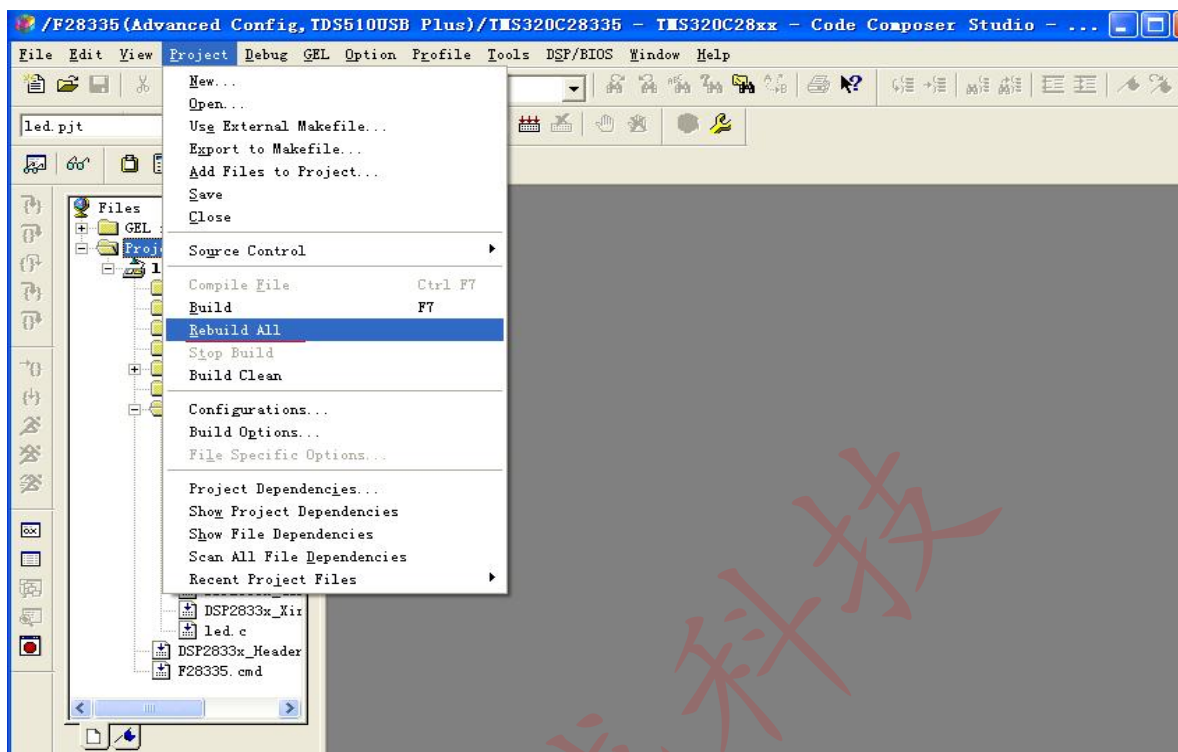 /F28335(Advanced Config,TDS510USB Plus)/TMS320C28335 - TMS320C28xx - Code Composer Studio - ...
File Edit View Project Debug GEL Option Profile Tools DSP/BIOS Window Help
New...
Open...
led.pjt
Use External Makefile...
Export to Makefile...
Add Files to Project...
Save
Files
Close
GEL
Proj
Source Control
Compile File Ctrl F7
Build F7
Rebuild All
Stop Build
Build Clean
Configurations...
Build Options...
File Specific Options...
Project Dependencies...
Show Project Dependencies
Show File Dependencies
Scan All File Dependencies
Recent Project Files
DSP2833x_Xir
led.c
DSP2833x_Header
F28335.cmd
科技